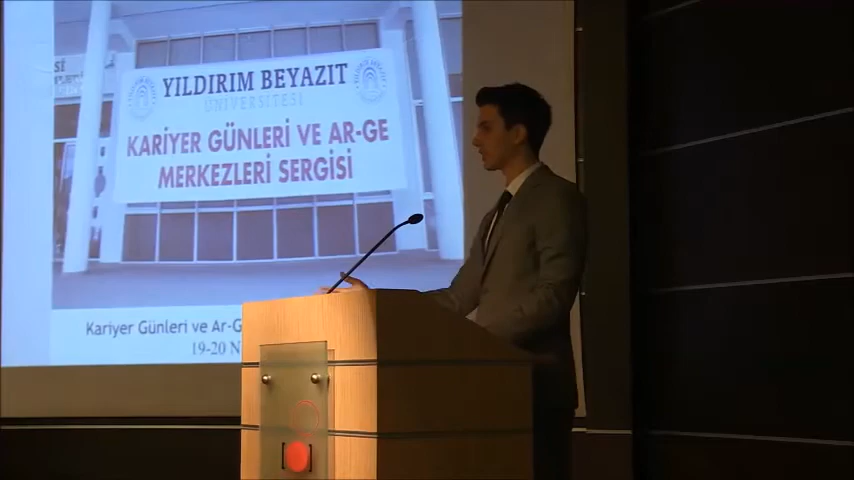 YILDIRIM BEYAZIT
ÜNİVERSİTESİ
KARİYER GÜNLERİ VE AR-GE
MERKEZLERİ SERGİSİ
Kariyer Günleri ve Ar-G
19-20 N